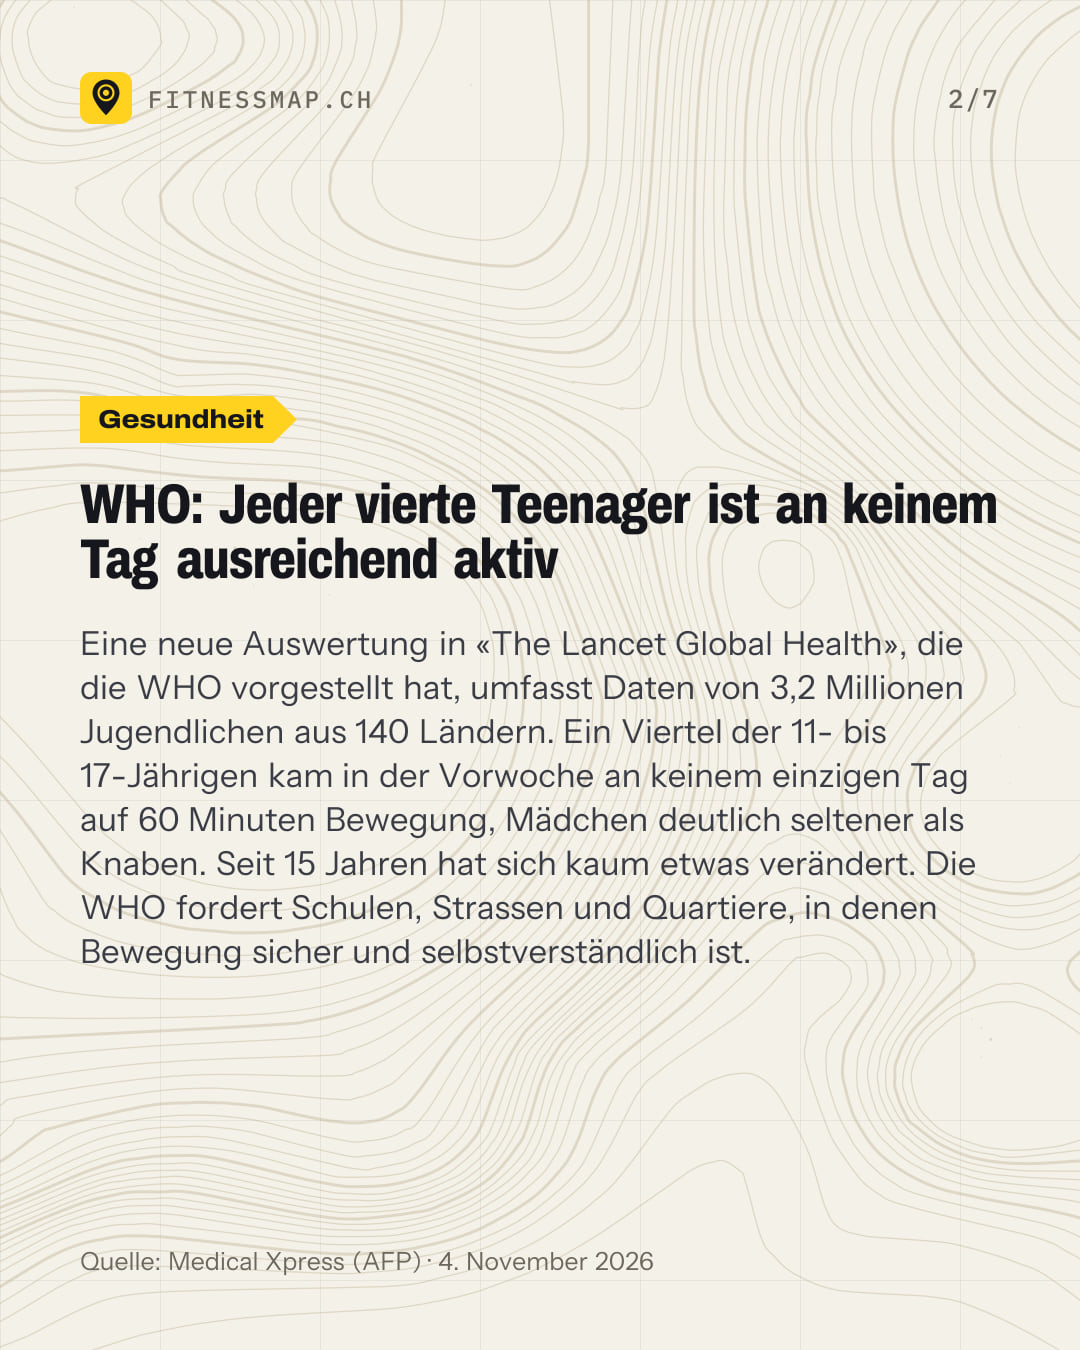 FITNESSMAP.CH
2/7
Gesundheit
WHO: Jeder vierte Teenager ist an keinem
Tag ausreichend aktiv
Eine neue Auswertung in «The Lancet Global Health», die
die WHO vorgestellt hat, umfasst Daten von 3,2 Millionen
Jugendlichen aus 140 Ländern. Ein Viertel der 11- bis
17-Jährigen kam in der Vorwoche an keinem einzigen Tag
auf 60 Minuten Bewegung, Mädchen deutlich seltener als
Knaben. Seit 15 Jahren hat sich kaum etwas verändert. Die
WHO fordert Schulen, Strassen und Quartiere, in denen
Bewegung sicher und selbstverständlich ist.
Quelle: Medical Xpress (AFP) · 4. November 2026